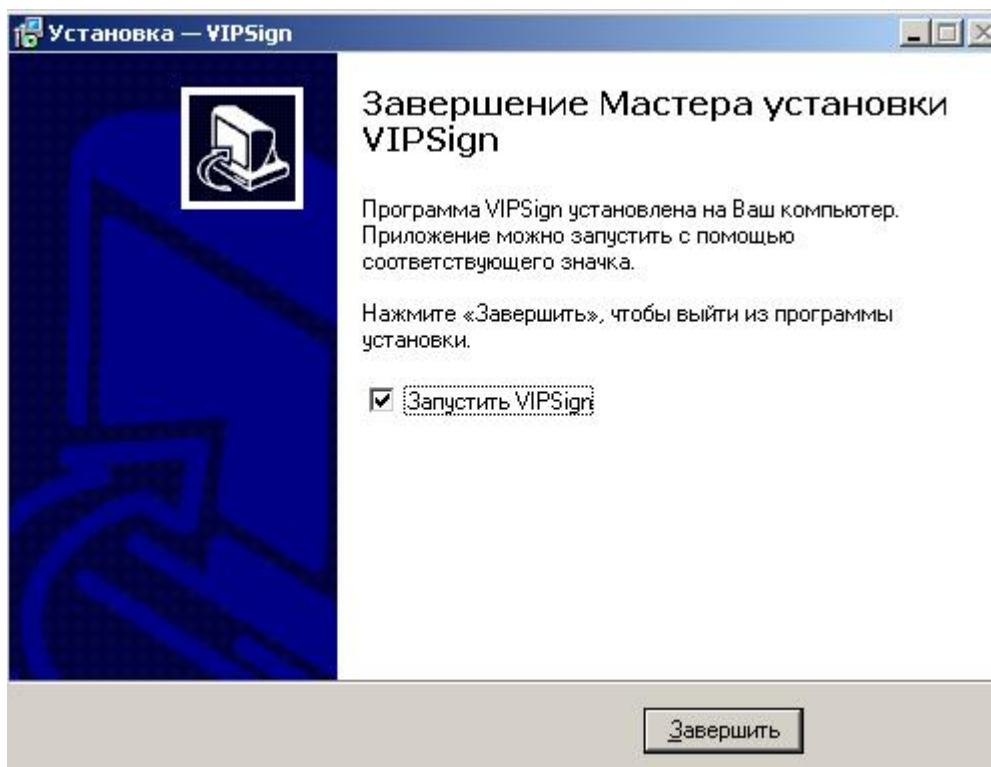 Установка — VIPSign
Завершение Мастера установки
VIPSign
Программа VIPSign установлена на Ваш компьютер.
Приложение можно запустить с помощью
соответствующего значка.
Нажмите «Завершить», чтобы выйти из программы
установки.
Запустить VIPSign
Завершить